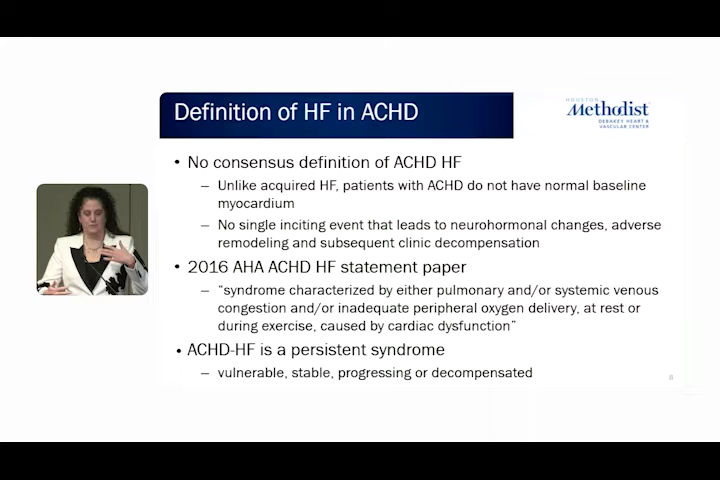 Definition of HF in ACHD
HOUSTON
Methodist
DEBAKEY HEART &
VASCULAR CENTER
• No consensus definition of ACHD HF
– Unlike acquired HF, patients with ACHD do not have normal baseline
myocardium
– No single inciting event that leads to neurohormonal changes, adverse
remodeling and subsequent clinic decompensation
• 2016 AHA ACHD HF statement paper
– “syndrome characterized by either pulmonary and/or systemic venous
congestion and/or inadequate peripheral oxygen delivery, at rest or
during exercise, caused by cardiac dysfunction”
• ACHD-HF is a persistent syndrome
– vulnerable, stable, progressing or decompensated